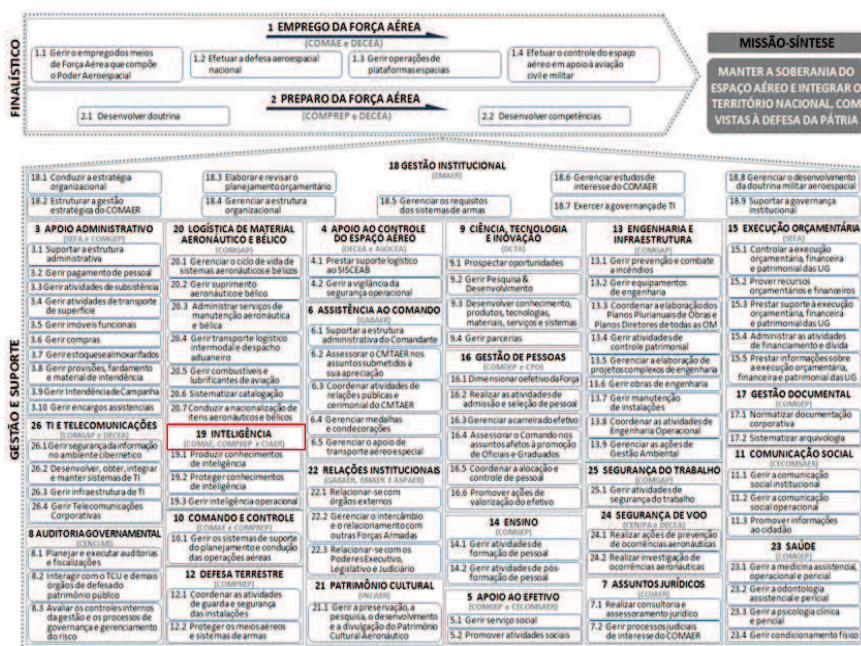 FINALÍSTICO
1 EMPREGO DA FORÇA AÉREA
(COMAE e DECEA)
1.1 Gerir o emprego dos meios
de Força Aérea que compõe
o Poder Aeroespacial
1.2 Efetuar a defesa aeroespacial
nacional
1.3 Gerir operações de
plataformas espaciais
1.4 Efetuar o controle do espaço
aéreo em apoio à aviação
civil e militar
2 PREPARO DA FORÇA AÉREA
(COMPREP e DECEA)
2.1 Desenvolver doutrina
2.2 Desenvolver competências
MISSÃO-SÍNTESE
MANTER A SOBERANIA DO
ESPAÇO AÉREO E INTEGRAR O
TERRITÓRIO NACIONAL, COM
VISTAS À DEFESA DA PÁTRIA
GESTÃO E SUPORTE
18 GESTÃO INSTITUCIONAL
(EMAER)
18.1 Conduzir a estratégia
organizacional
18.2 Estruturar a gestão
estratégica do COMAER
18.3 Elaborar e revisar o
planejamento orçamentário
18.4 Gerenciar a estrutura
organizacional
18.5 Gerenciar os requisitos
dos sistemas de armas
18.6 Gerenciar estudos de
interesse do COMAER
18.7 Exercer a governança de TI
18.8 Gerenciar o desenvolvimento
da doutrina militar aeroespacial
18.9 Suportar a governança
institucional
3 APOIO ADMINISTRATIVO
(SEFA e COMGEP)
3.1 Suportar a estrutura
administrativa
3.2 Gerir pagamento de pessoal
3.3 Gerir atividades de subsistência
3.4 Gerir atividades de transporte
de superfície
3.5 Gerir imóveis funcionais
3.6 Gerir compras
3.7 Gerir estoques e almoxarifados
3.8 Gerir provisões, fardamento
e material de intendência
3.9 Gerir Intendência de Campanha
3.10 Gerir encargos assistenciais
26 TI E TELECOMUNICAÇÕES
(COMGAP e DECEA)
26.1 Gerir segurança da informação
no ambiente cibernético
26.2 Desenvolver, obter, integrar
e manter sistemas de TI
26.3 Gerir infraestrutura de TI
26.4 Gerir Telecomunicações
Corporativas
8 AUDITORIA GOVERNAMENTAL
(CENCIAR)
8.1 Planejar e executar auditorias
e fiscalizações
8.2 Interagir com o TCU e demais
órgãos de defesa do
patrimônio público
8.3 Avaliar os controles internos
da gestão e os processos de
governança e gerenciamento
do risco
20 LOGÍSTICA DE MATERIAL
AERONÁUTICO E BÉLICO
(COMGAP)
20.1 Gerenciar o ciclo de vida de
sistemas aeronáuticos e bélicos
20.2 Gerir suprimento
aeronáutico e bélico
20.3 Administrar serviços de
manutenção aeronáutica
e bélica
20.4 Gerir transporte logístico
intermodal e despacho
aduaneiro
20.5 Gerir combustíveis e
lubrificantes de aviação
20.6 Sistematizar catalogação
20.7 Conduzir a nacionalização de
itens aeronáuticos e bélicos
19 INTELIGÊNCIA
(COMAE, COMPREP e CIAER)
19.1 Produzir conhecimentos
de inteligência
19.2 Proteger conhecimentos
de inteligência
19.3 Gerir inteligência operacional
10 COMANDO E CONTROLE
(COMAE e COMPREP)
10.1 Gerir os sistemas de suporte
do planejamento e condução
das operações aéreas
12 DEFESA TERRESTRE
(COMPREP)
12.1 Coordenar as atividades
de guarda e segurança
das instalações
12.2 Proteger os meios aéreos
e sistemas de armas
4 APOIO AO CONTROLE
DO ESPAÇO AÉREO
(DECEA e ASOCEA)
4.1 Prestar suporte logístico
ao SISCEAB
4.2 Gerir a vigilância da
segurança operacional
6 ASSISTÊNCIA AO COMANDO
(GABAER)
6.1 Suportar a estrutura
administrativa do Comandante
6.2 Assessorar o CMTAER nos
assuntos submetidos à
sua apreciação
6.3 Coordenar atividades de
relações públicas e
cerimonial do CMTAER
6.4 Gerenciar medalhas
e condecorações
6.5 Gerenciar o apoio de
transporte aéreo especial
22 RELAÇÕES INSTITUCIONAIS
(GABAER, EMAER E ASPAER)
22.1 Relacionar-se com
órgãos externos
22.2 Gerenciar o intercâmbio
e o relacionamento com
outras Forças Armadas
22.3 Relacionar-se com os
Poderes Executivo,
Legislativo e Judiciário
21 PATRIMÔNIO CULTURAL
(INCAER)
21.1 Gerir a preservação, a
pesquisa, o desenvolvimento
e a divulgação do Patrimônio
Cultural Aeronáutico
9 CIÊNCIA, TECNOLOGIA
E INOVAÇÃO
(DCTA)
9.1 Prospectar oportunidades
9.2 Gerir Pesquisa &
Desenvolvimento
9.3 Desenvolver conhecimento,
produtos, tecnologias,
materiais, serviços e sistemas
9.4 Gerir parcerias
16 GESTÃO DE PESSOAS
(COMGEP e CPO)
16.1 Dimensionar o efetivo da Força
16.2 Realizar as atividades de
admissão e seleção de pessoal
16.3 Gerenciar a carreira do efetivo
16.4 Assessorar o Comando nos
assuntos afetos à promoção
de Oficiais e Graduados
16.5 Coordenar a alocação e
controle de pessoal
16.6 Promover ações de
valorização do efetivo
14 ENSINO
(COMGEP)
14.1 Gerir atividades de
formação de pessoal
14.2 Gerir atividades de pós-
formação de pessoal
5 APOIO AO EFETIVO
(COMGEP e CECOMSAER)
5.1 Gerir serviço social
5.2 Promover atividades sociais
13 ENGENHARIA E
INFRAESTRUTURA
(COMGAP)
13.1 Gerir prevenção e combate
a incêndios
13.2 Gerir equipamentos
de engenharia
13.3 Coordenar a elaboração dos
Planos Plurianuais de Obras e
Planos Diretores de todas as OM
13.4 Gerir atividades de
controle patrimonial
13.5 Gerenciar a elaboração de
projetos complexos de engenharia
13.6 Gerir obras de engenharia
13.7 Gerir manutenção
de instalações
13.8 Coordenar as atividades de
Engenharia Operacional
13.9 Gerenciar as ações de
Gestão Ambiental
25 SEGURANÇA DO TRABALHO
(COMGAP)
25.1 Gerir atividades de
segurança do trabalho
24 SEGURANÇA DE VOO
(CENIPA e DECEA)
24.1 Realizar ações de prevenção
de ocorrências aeronáuticas
24.2 Realizar investigação de
ocorrências aeronáuticas
7 ASSUNTOS JURÍDICOS
(COMAER)
7.1 Realizar consultoria e
assessoramento jurídico
7.2 Gerir processos judiciais
de interesse do COMAER
15 EXECUÇÃO ORÇAMENTÁRIA
(SEFA)
15.1 Controlar a execução
orçamentária, financeira
e patrimonial das UG
15.2 Prover recursos
orçamentários e financeiros
15.3 Prestar suporte à execução
orçamentária, financeira
e patrimonial das UG
15.4 Administrar as atividades
de financiamento e dívida
15.5 Prestar informações sobre
a execução orçamentária,
financeira e patrimonial das UG
17 GESTÃO DOCUMENTAL
(COMGEP)
17.1 Normatizar documentação
corporativa
17.2 Sistematizar arquivologia
11 COMUNICAÇÃO SOCIAL
(CECOMSAER)
11.1 Gerir a comunicação
social institucional
11.2 Gerir a comunicação
social operacional
11.3 Promover informações
ao cidadão
23 SAÚDE
(COMGEP)
23.1 Gerir a medicina assistencial,
operacional e pericial
23.2 Gerir a odontologia
assistencial e pericial
23.3 Gerir a psicologia clínica
e pericial
23.4 Gerir condicionamento físico